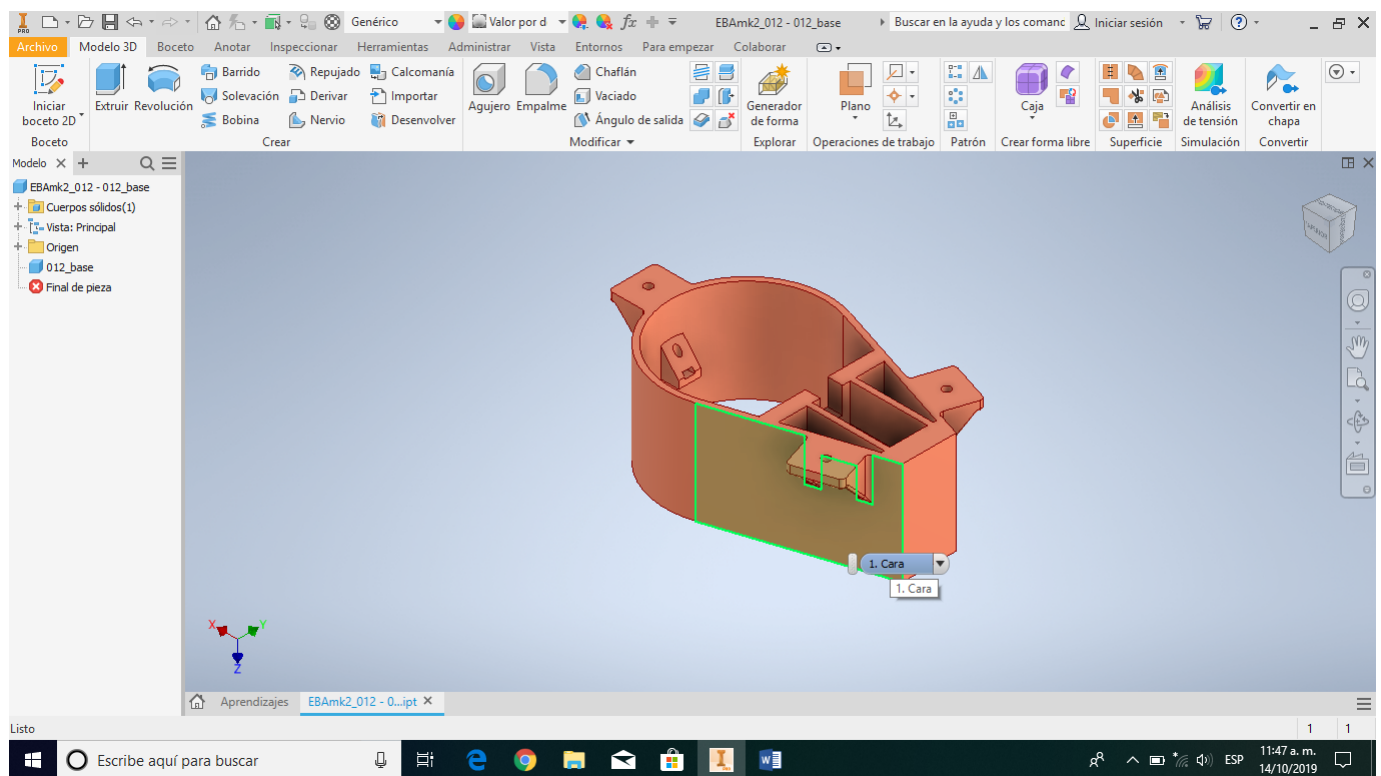 PRO
Genérico
Valor por d
fx
EBAmk2_012 - 012_base
Buscar en la ayuda y los comanc
Iniciar sesión
Archivo Modelo 3D Boceto Anotar Inspeccionar Herramientas Administrar Vista Entornos Para empezar Colaborar
Iniciar
boceto 2D
Extruir
Revolución
Barrido
Solevación
Bobina
Repujado
Derivar
Nervio
Calcomanía
Importar
Desenvolver
Agujero
Empalme
Chaflán
Vaciado
Ángulo de salida
Generador
de forma
Plano
Caja
Análisis
de tensión
Convertir en
chapa
Boceto
Crear
Modificar
Explorar
Operaciones de trabajo
Patrón
Crear forma libre
Superficie
Simulación
Convertir
Modelo
EBAmk2_012 - 012_base
Cuerpos sólidos(1)
Vista: Principal
Origen
012_base
Final de pieza
1. Cara
1. Cara
X
Y
Z
Aprendizajes
EBAmk2_012 - 0...ipt
Listo
1
1
Escribe aquí para buscar
ESP
11:47 a. m.
14/10/2019